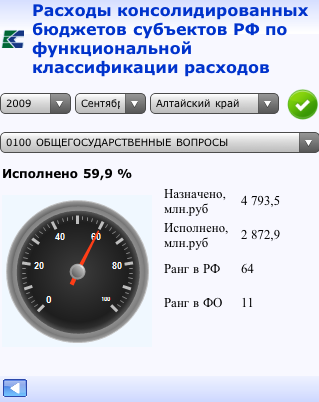 Расходы консолидированных
бюджетов субъектов РФ по
функциональной
классификации расходов
2009 Сентябр Алтайский край
0100 ОБЩЕГОСУДАРСТВЕННЫЕ ВОПРОСЫ
Исполнено 59,9 %
Назначено,
млн.руб 4 793,5
Исполнено,
млн.руб 2 872,9
Ранг в РФ 64
Ранг в ФО 11
40 60
20 80
0 100